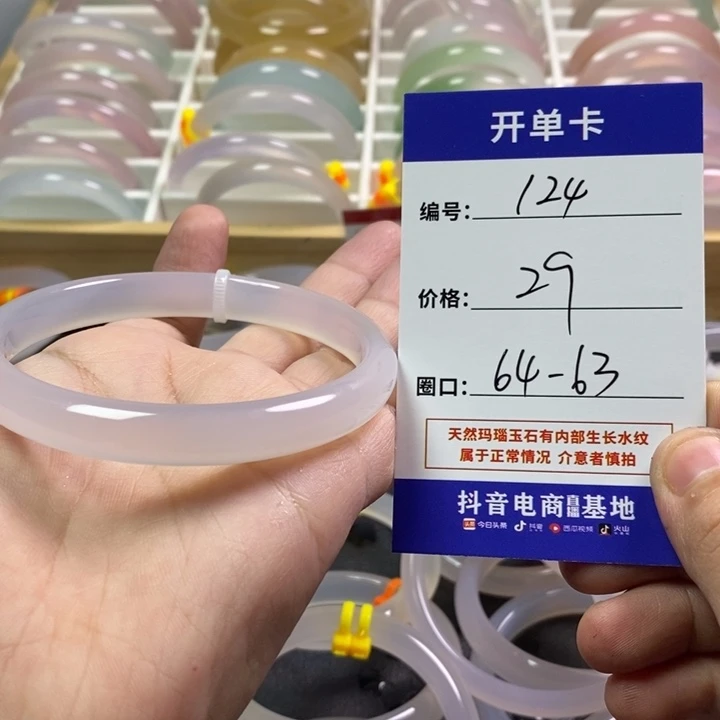 开单卡
编号: 124
价格: 29
圈口: 64-63
天然玛瑙玉石有内部生长水纹
属于正常情况 介意者慎拍
抖音电商直播基地
头条 今日头条 抖音 西瓜视频 火山